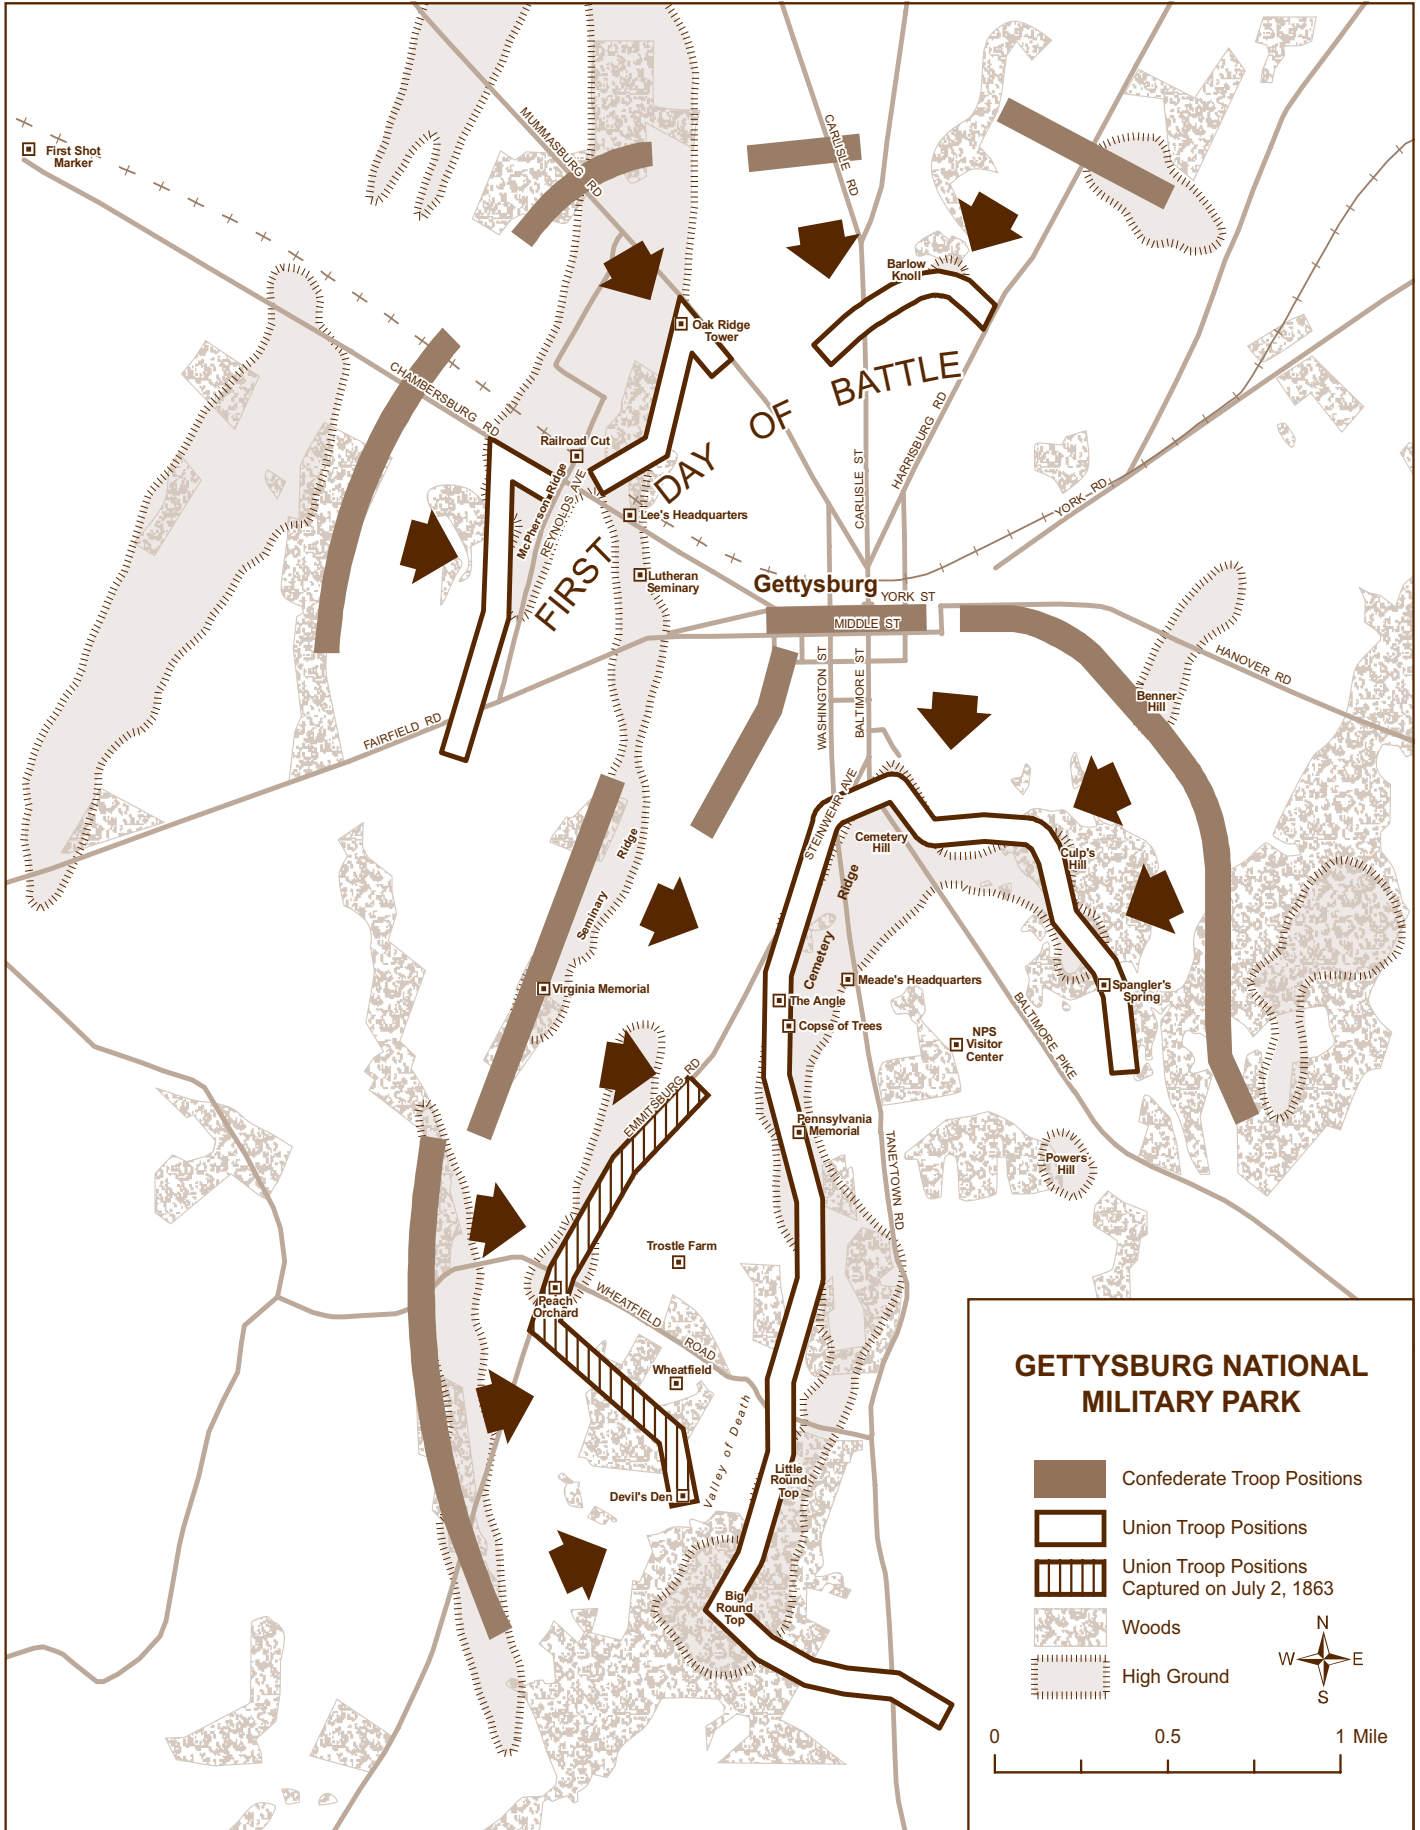 First Shot
Marker
MUMMASBURG RD
CARLISLE RD
Barlow
Knoll
Oak Ridge
Tower
CHAMBERSBURG RD
FIRST DAY OF BATTLE
HARRISBURG RD
Railroad Cut
McPherson Ridge
REYNOLDS AVE
CARLISLE ST
YORK RD
Lee's Headquarters
Lutheran
Seminary
Gettysburg
YORK ST
MIDDLE ST
HANOVER RD
WASHINGTON ST
BALTIMORE ST
Benner
Hill
FAIRFIELD RD
STEINWEHR AVE
Cemetery
Hill
Culp's
Hill
Seminary Ridge
Cemetery Ridge
Virginia Memorial
Meade's Headquarters
The Angle
Copse of Trees
Spangler's
Spring
NPS
Visitor
Center
BALTIMORE PIKE
EMMITSBURG RD
Pennsylvania
Memorial
TANEYTOWN RD
Powers
Hill
Trostle Farm
Peach
Orchard
WHEATFIELD ROAD
Wheatfield
Valley of Death
Little
Round
Top
Devil's Den
Big
Round
Top
GETTYSBURG NATIONAL
MILITARY PARK
Confederate Troop Positions
Union Troop Positions
Union Troop Positions
Captured on July 2, 1863
Woods
High Ground
N
W E
S
0 0.5 1 Mile